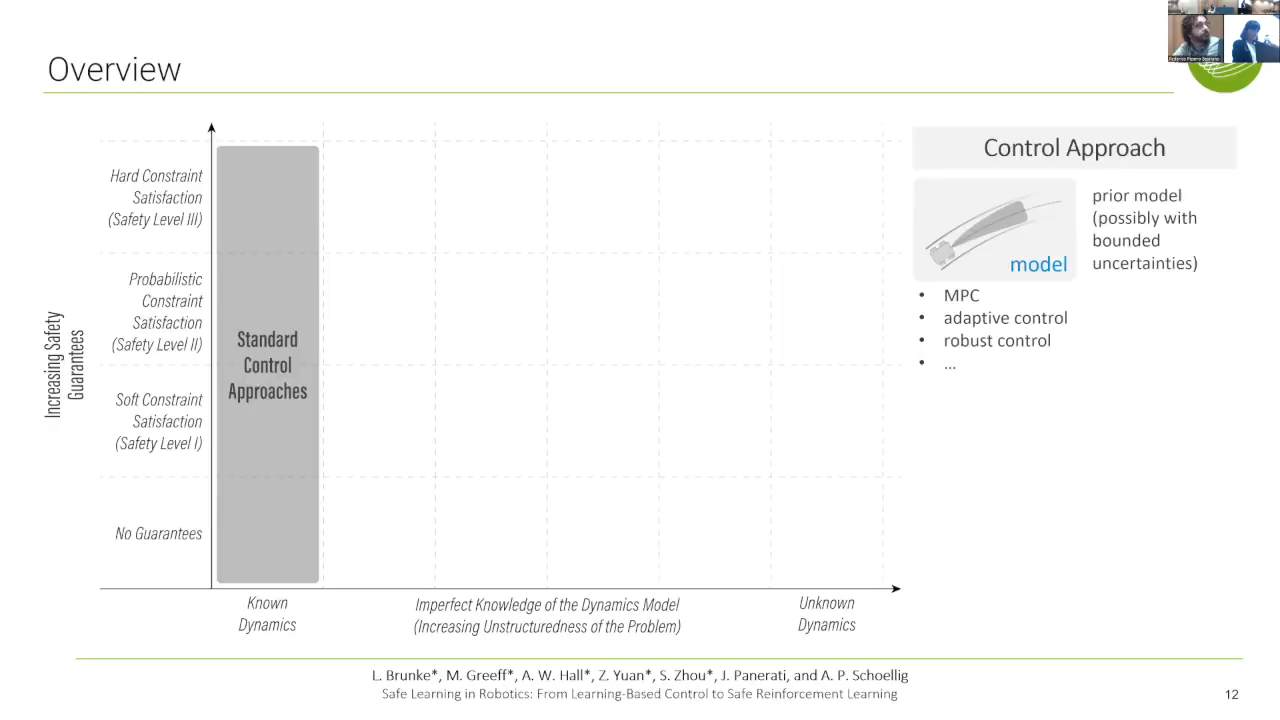 Overview
Hard Constraint
Satisfaction
(Safety Level III)
Probabilistic
Constraint
Satisfaction
(Safety Level II)
Soft Constraint
Satisfaction
(Safety Level I)
No Guarantees
Increasing Safety
Guarantees
Standard
Control
Approaches
Known
Dynamics
Imperfect Knowledge of the Dynamics Model
(Increasing Unstructuredness of the Problem)
Unknown
Dynamics
Control Approach
model
prior model
(possibly with
bounded
uncertainties)
• MPC
• adaptive control
• robust control
• ...
L. Brunke*, M. Greeff*, A. W. Hall*, Z. Yuan*, S. Zhou*, J. Panerati, and A. P. Schoellig
Safe Learning in Robotics: From Learning-Based Control to Safe Reinforcement Learning
12